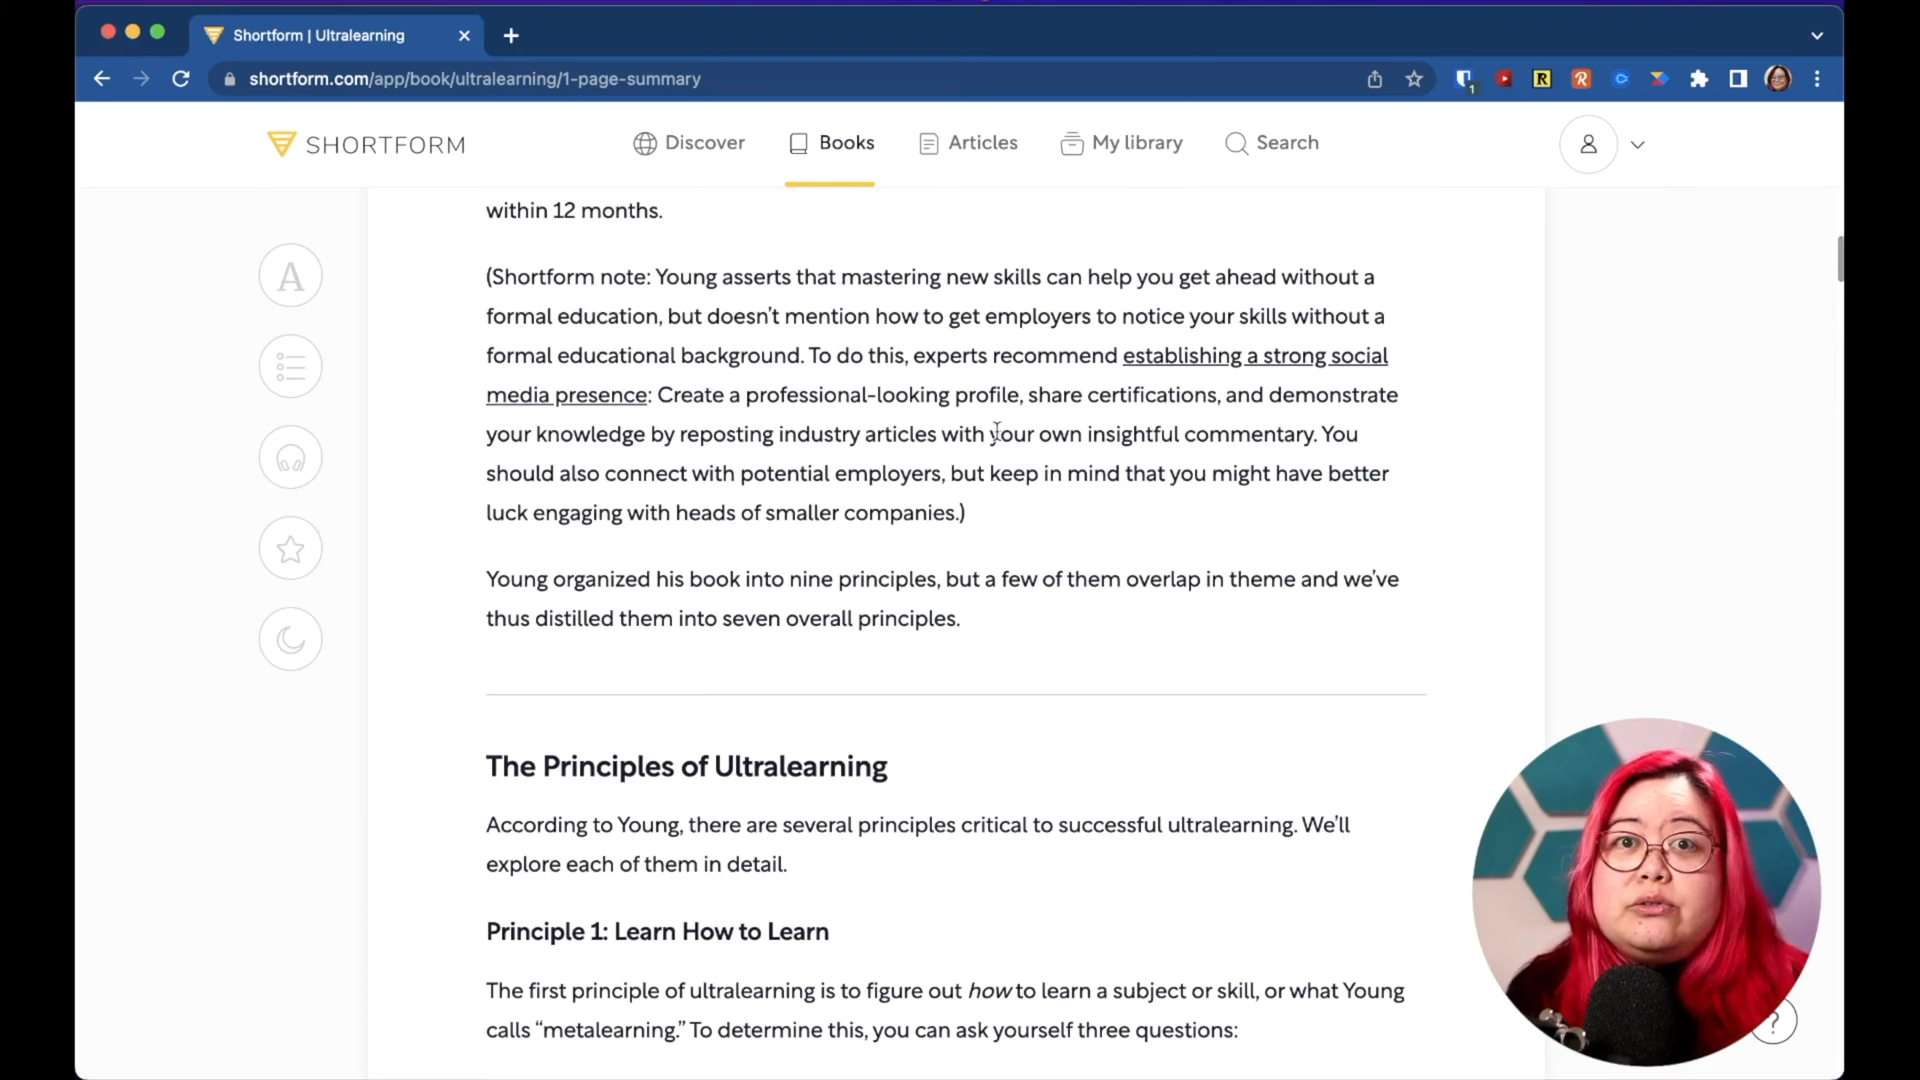 Shortform | Ultralearning
shortform.com/app/book/ultralearning/1-page-summary
1
R
R
SHORTFORM
Discover
Books
Articles
My library
Search
within 12 months.
A
(Shortform note: Young asserts that mastering new skills can help you get ahead without a
formal education, but doesn’t mention how to get employers to notice your skills without a
formal educational background. To do this, experts recommend establishing a strong social
media presence: Create a professional-looking profile, share certifications, and demonstrate
your knowledge by reposting industry articles with your own insightful commentary. You
should also connect with potential employers, but keep in mind that you might have better
luck engaging with heads of smaller companies.)
Young organized his book into nine principles, but a few of them overlap in theme and we’ve
thus distilled them into seven overall principles.
The Principles of Ultralearning
According to Young, there are several principles critical to successful ultralearning. We’ll
explore each of them in detail.
Principle 1: Learn How to Learn
The first principle of ultralearning is to figure out how to learn a subject or skill, or what Young
calls “metalearning.” To determine this, you can ask yourself three questions:
?